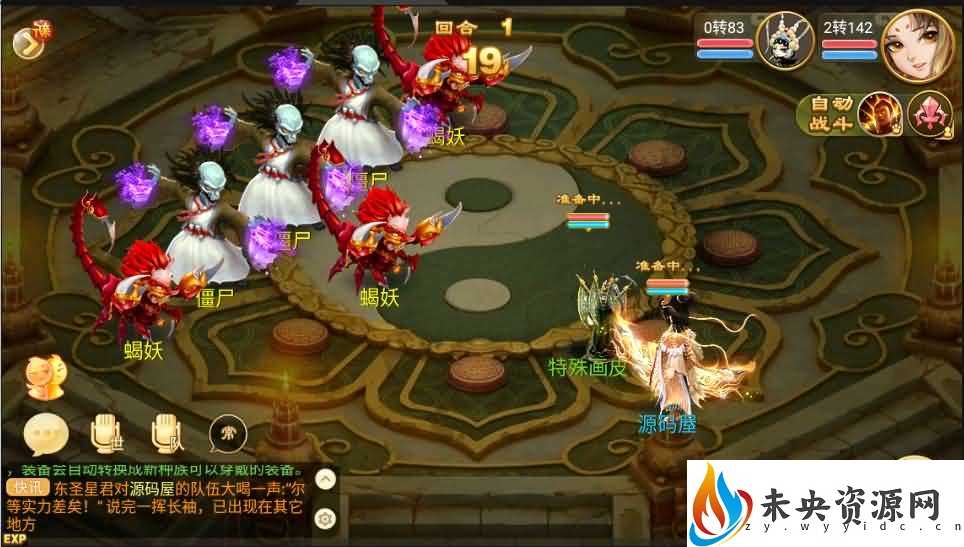 回合 1
19
0转83
2转142
自动
战斗
蝎妖
僵尸
僵尸
僵尸
蝎妖
蝎妖
准备中...
准备中...
特殊画皮
源码屋
世
队
常
，装备会自动转换成新种族可以穿戴的装备。
快讯 东圣星君对源码屋的队伍大喝一声:“尔
等实力差矣！” 说完一挥长袖，已出现在其它
地方
EXP
未央资源网
zy.wyyidc.cn